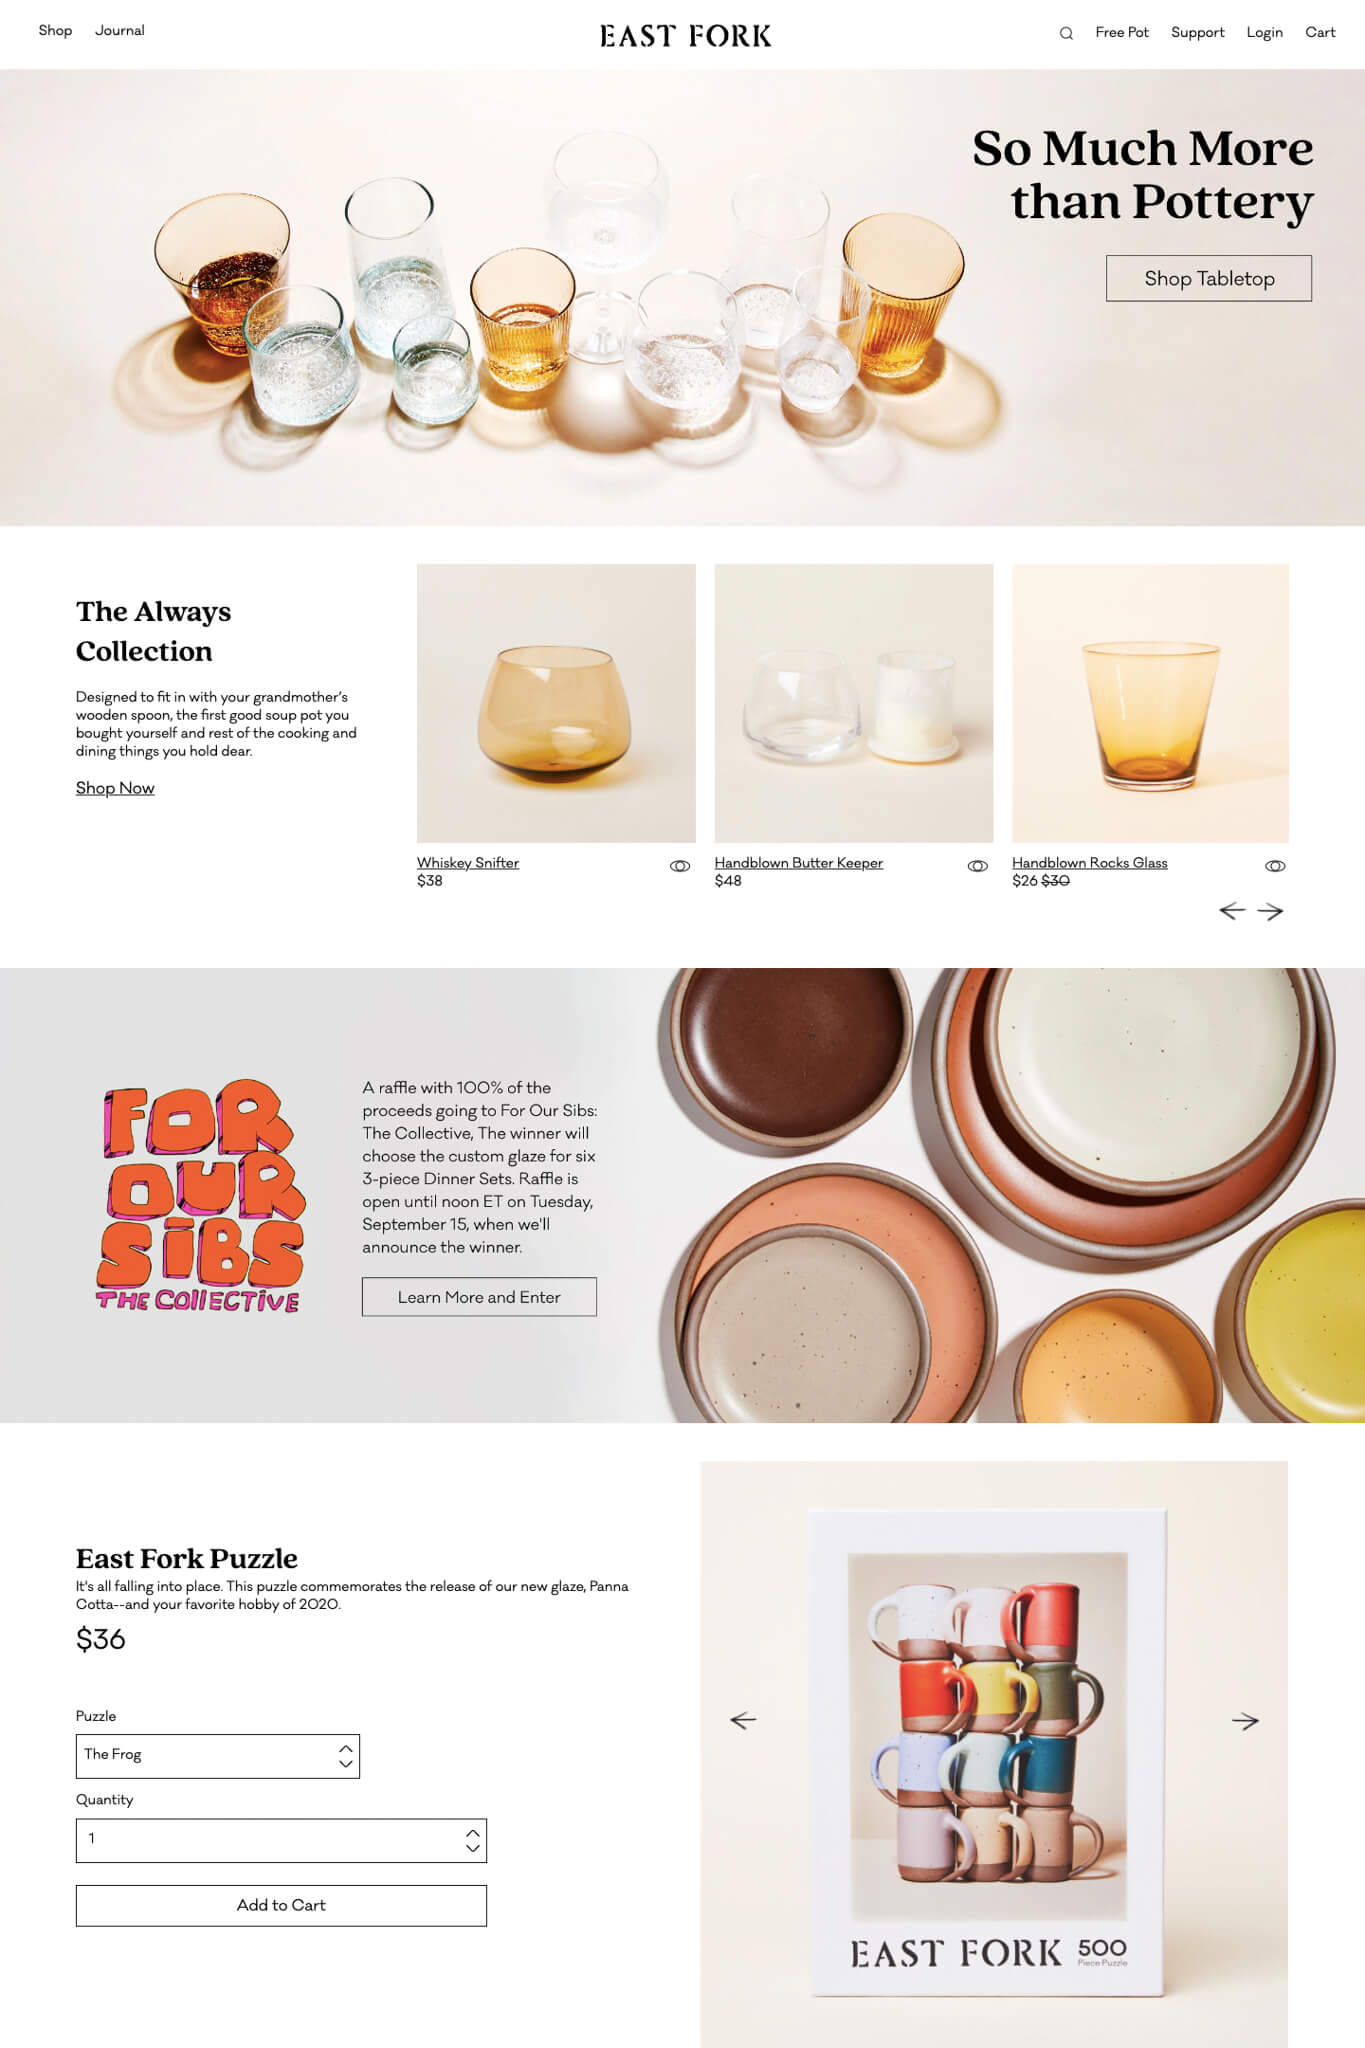 Shop Journal
EAST FORK
Free Pot Support Login Cart
So Much More
than Pottery
Shop Tabletop
The Always
Collection
Designed to fit in with your grandmother's
wooden spoon, the first good soup pot you
bought yourself and rest of the cooking and
dining things you hold dear.
Shop Now
Whiskey Snifter
$38
Handblown Butter Keeper
$48
Handblown Rocks Glass
$26 $30
FOR
OUR
SiBS
THE COllECTiVE
A raffle with 100% of the
proceeds going to For Our Sibs:
The Collective, The winner will
choose the custom glaze for six
3-piece Dinner Sets. Raffle is
open until noon ET on Tuesday,
September 15, when we'll
announce the winner.
Learn More and Enter
East Fork Puzzle
It's all falling into place. This puzzle commemorates the release of our new glaze, Panna
Cotta--and your favorite hobby of 2020.
$36
Puzzle
The Frog
Quantity
1
Add to Cart
EAST FORK
500
Piece Puzzle